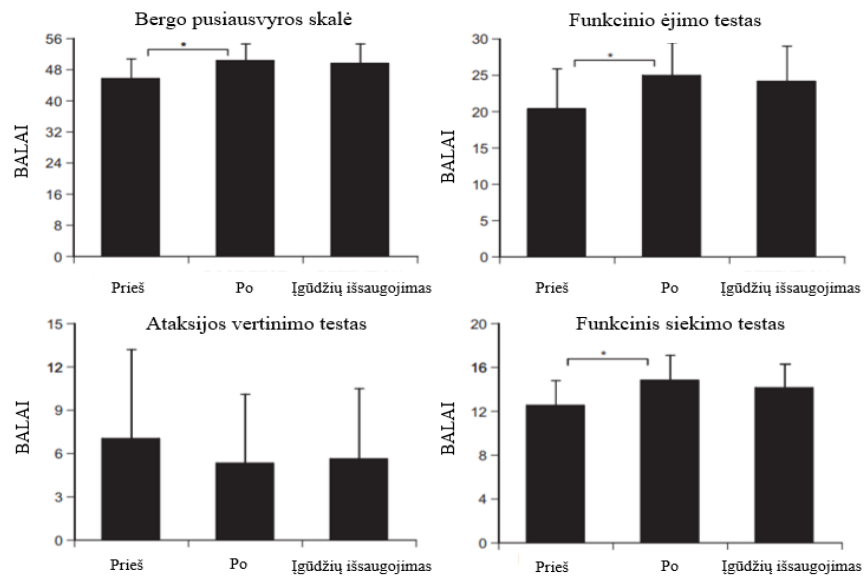 Bergo pusiausvyros skalė
56
48
40
32
24
16
8
0
BALAI
*
Prieš
Po
Įgūdžių išsaugojimas
Funkcinio ėjimo testas
30
25
20
15
10
5
0
BALAI
*
Prieš
Po
Įgūdžių išsaugojimas
Ataksijos vertinimo testas
15
12
9
6
3
0
BALAI
Prieš
Po
Įgūdžių išsaugojimas
Funkcinis siekimo testas
20
16
12
8
4
0
BALAI
*
Prieš
Po
Įgūdžių išsaugojimas